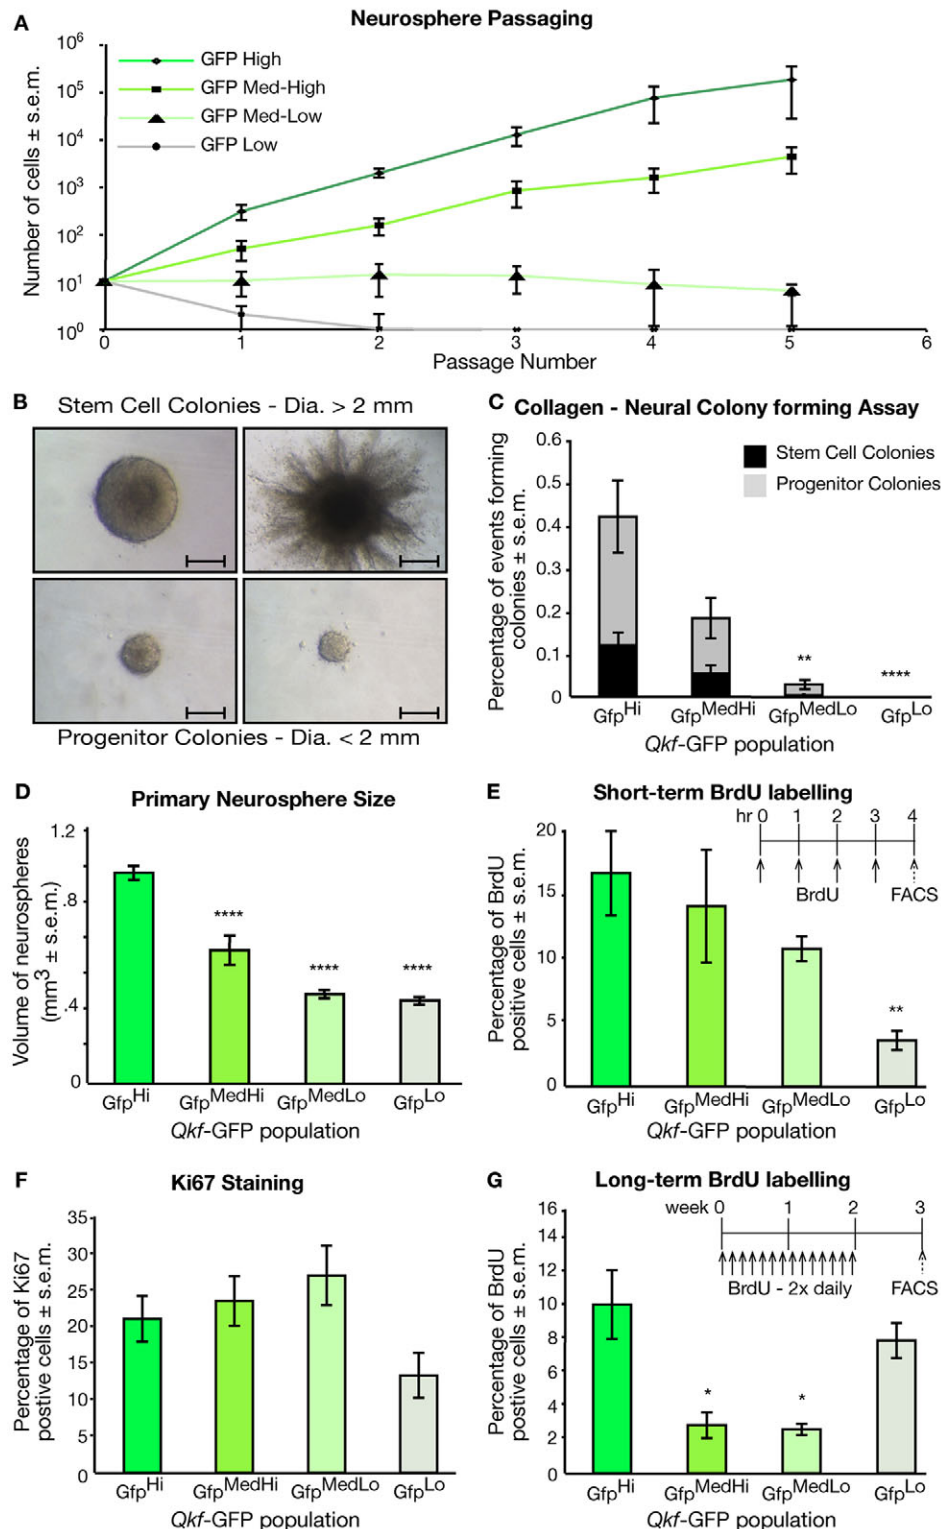 A
Neurosphere Passaging
Number of cells ± s.e.m.
10^6
10^5
10^4
10^3
10^2
10^1
10^0
GFP High
GFP Med-High
GFP Med-Low
GFP Low
0 1 2 3 4 5 6
Passage Number
B
Stem Cell Colonies - Dia. > 2 mm
Progenitor Colonies - Dia. < 2 mm
C
Collagen - Neural Colony forming Assay
Percentage of events forming
colonies ± s.e.m.
0.6
0.5
0.4
0.3
0.2
0.1
0
Stem Cell Colonies
Progenitor Colonies
**
****
Gfp^Hi Gfp^MedHi Gfp^MedLo Gfp^Lo
Qkf-GFP population
D
Primary Neurosphere Size
Volume of neurospheres
(mm³ ± s.e.m.)
1.2
.8
.4
0
**** **** ****
Gfp^Hi Gfp^MedHi Gfp^MedLo Gfp^Lo
Qkf-GFP population
E
Short-term BrdU labelling
Percentage of BrdU
positive cells ± s.e.m.
20
15
10
5
0
hr 0 1 2 3 4
BrdU FACS
**
Gfp^Hi Gfp^MedHi Gfp^MedLo Gfp^Lo
Qkf-GFP population
F
Ki67 Staining
Percentage of Ki67
postive cells ± s.e.m.
35
30
25
20
15
10
5
0
Gfp^Hi Gfp^MedHi Gfp^MedLo Gfp^Lo
Qkf-GFP population
G
Long-term BrdU labelling
Percentage of BrdU
postive cells ± s.e.m.
16
14
12
10
8
6
4
2
0
week 0 1 2 3
BrdU - 2x daily FACS
* *
Gfp^Hi Gfp^MedHi Gfp^MedLo Gfp^Lo
Qkf-GFP population